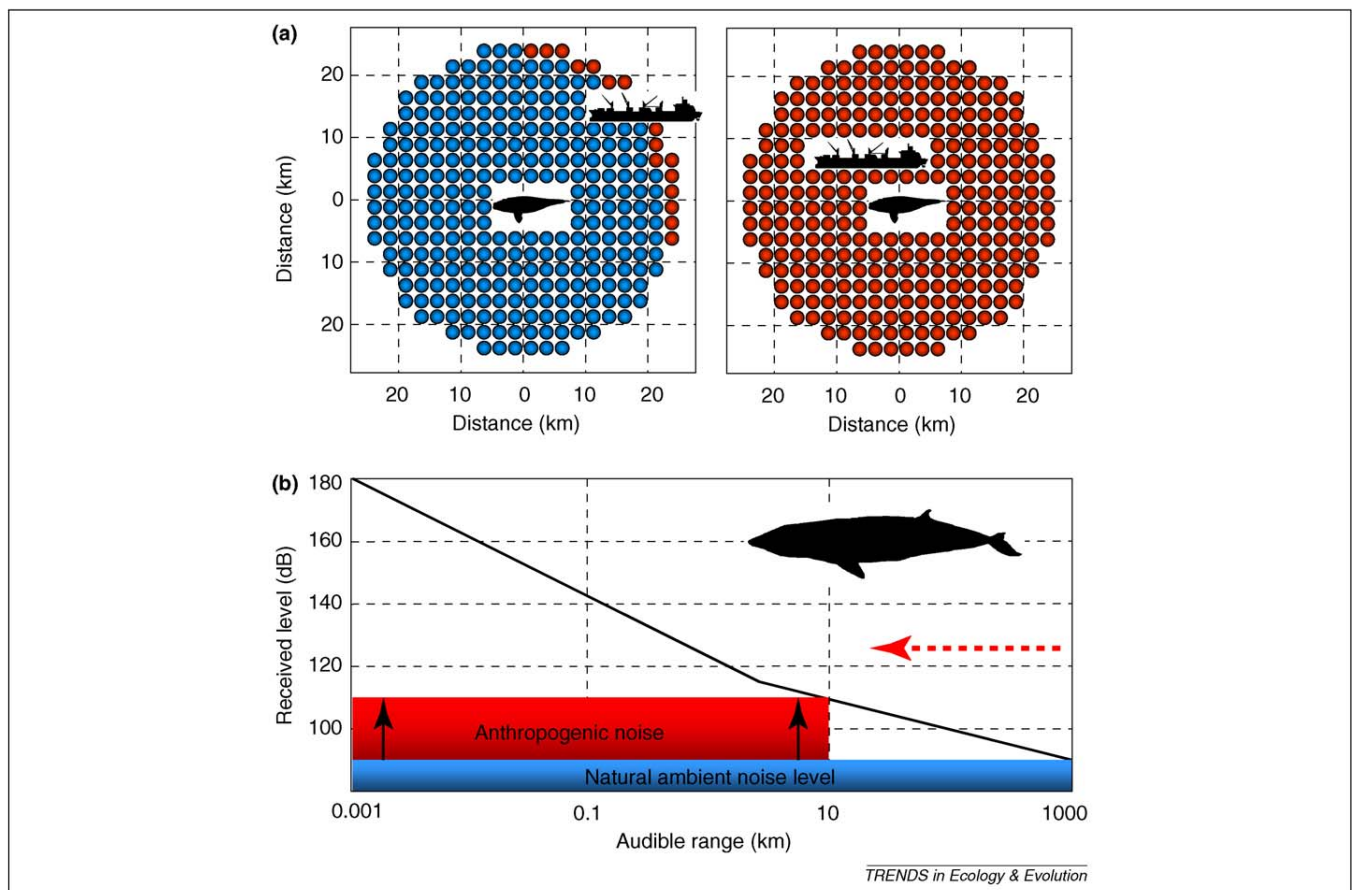 (a)
20
10
0
10
20
Distance (km)
20 10 0 10 20
Distance (km)
20 10 0 10 20
Distance (km)
(b)
180
160
140
120
100
Received level (dB)
Anthropogenic noise
Natural ambient noise level
0.001 0.1 10 1000
Audible range (km)
TRENDS in Ecology & Evolution